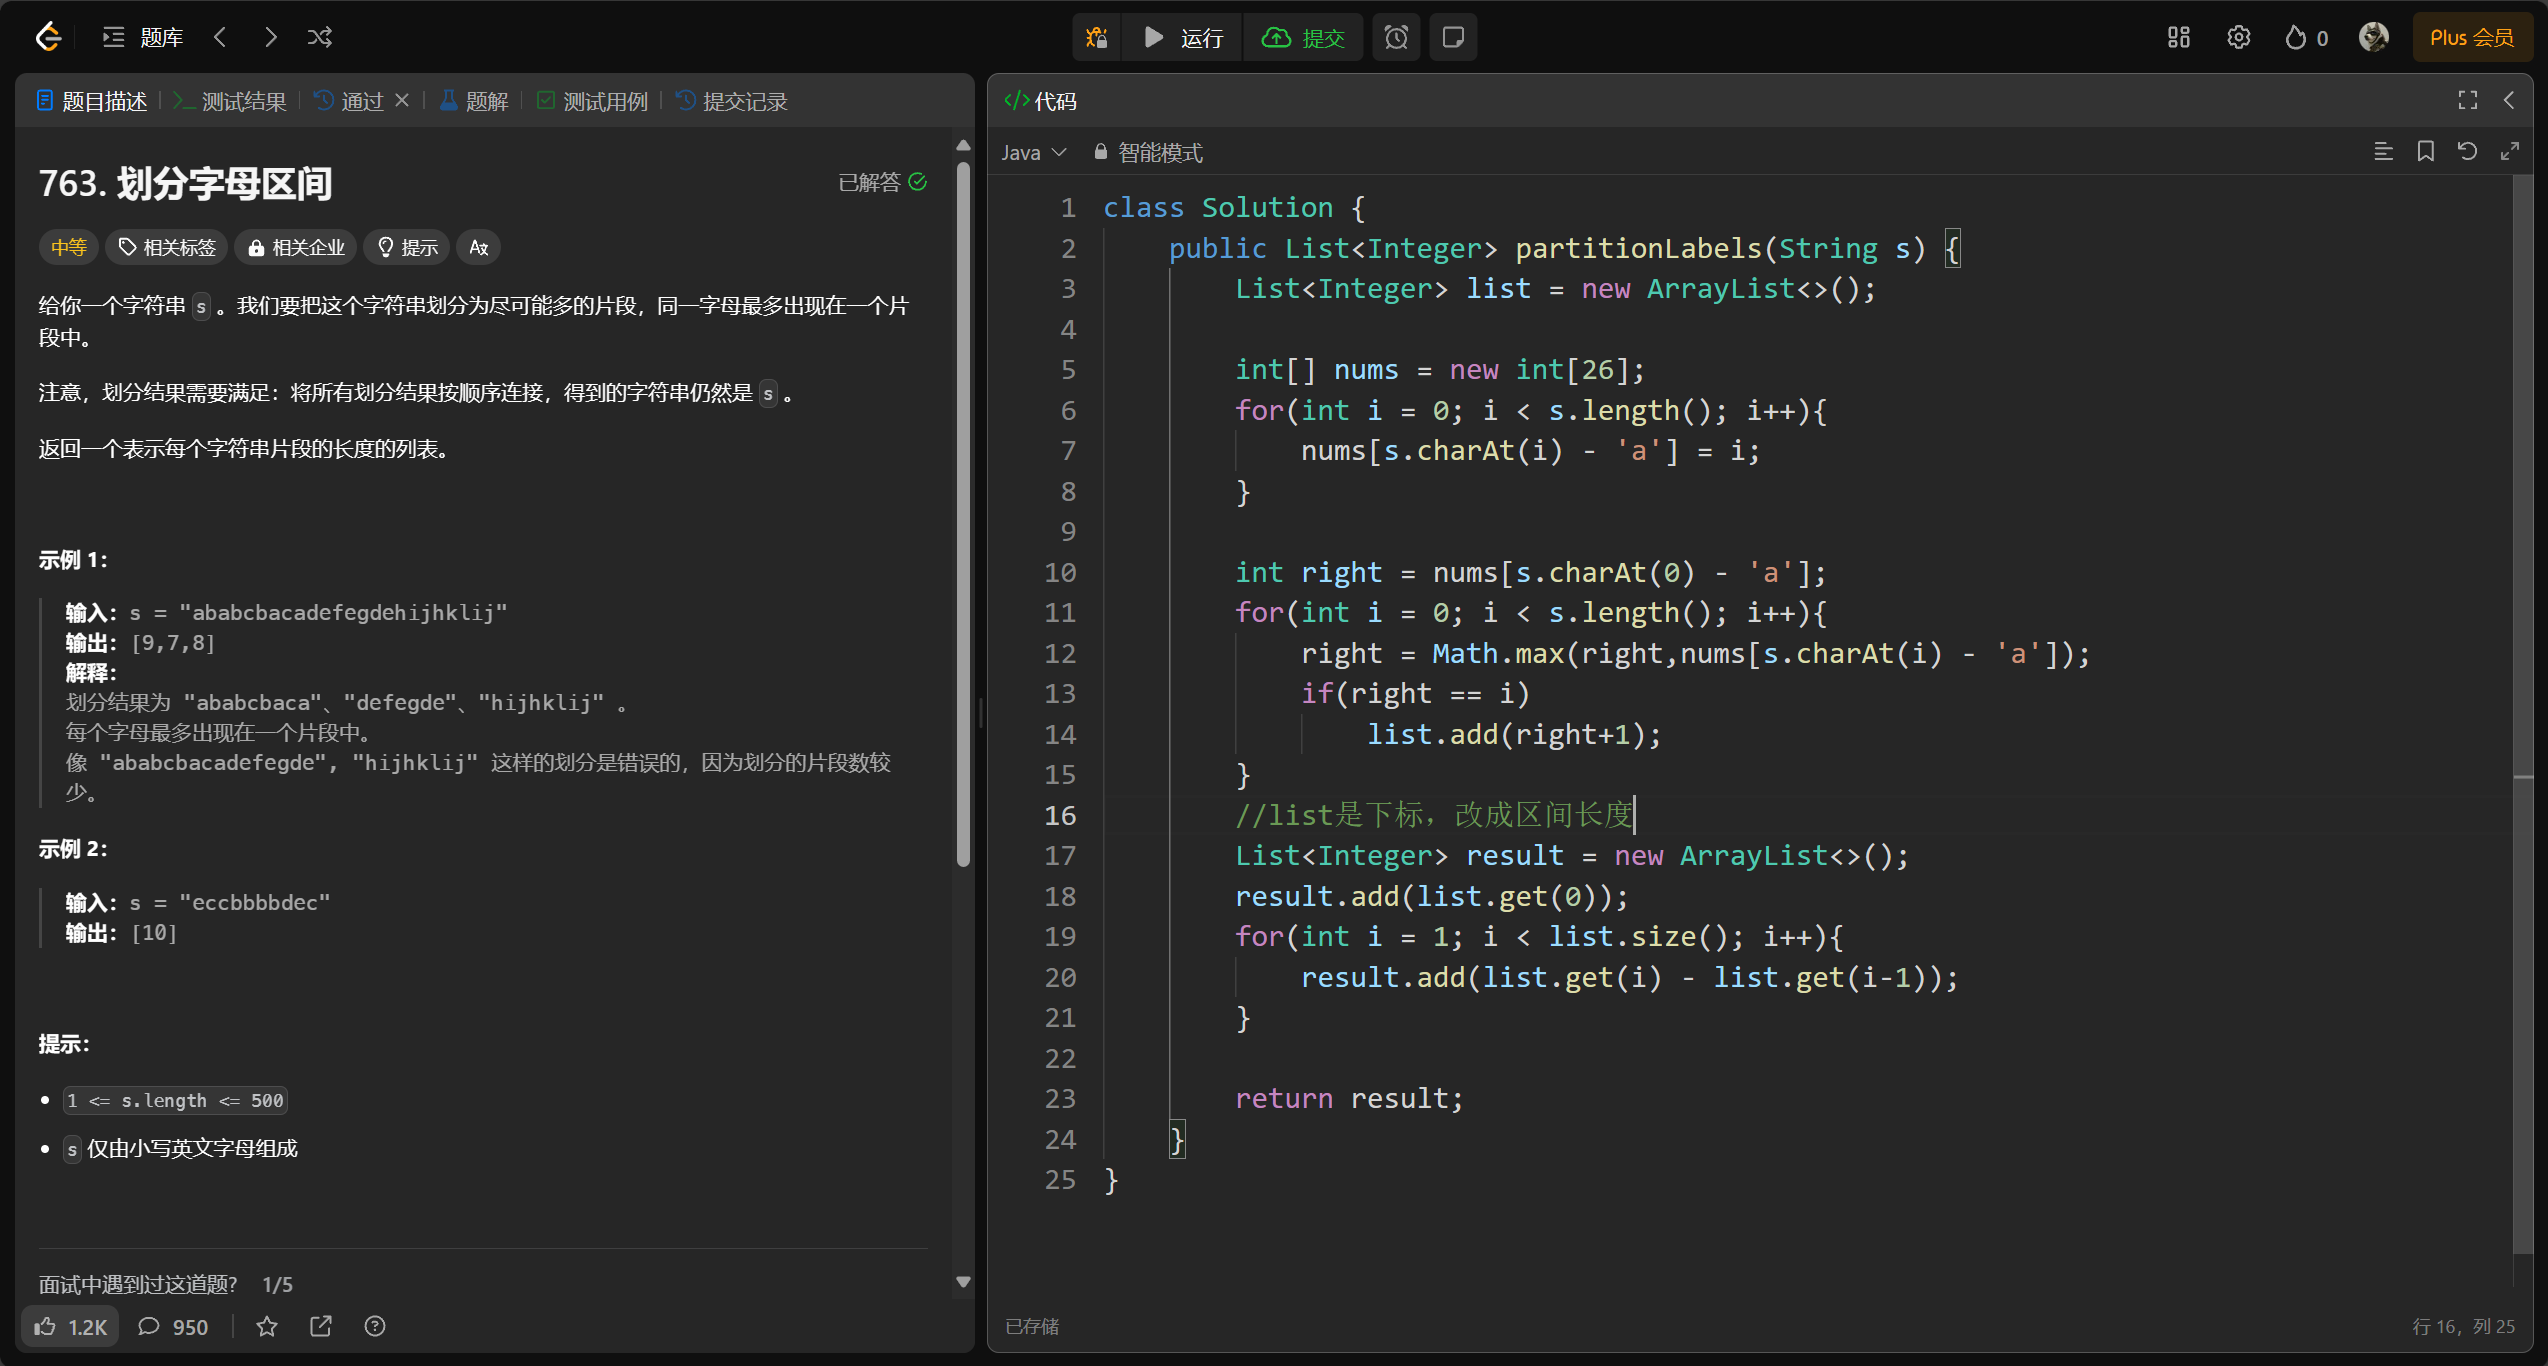 题库
运行
提交
0
Plus 会员
题目描述
测试结果
通过
题解
测试用例
提交记录
763. 划分字母区间
已解答
中等
相关标签
相关企业
提示
给你一个字符串 s 。我们要把这个字符串划分为尽可能多的片段，同一字母最多出现在一个片
段中。
注意，划分结果需要满足：将所有划分结果按顺序连接，得到的字符串仍然是 s 。
返回一个表示每个字符串片段的长度的列表。
示例 1：
输入：s = "ababcbacadefegdehijhklij"
输出：[9,7,8]
解释：
划分结果为 "ababcbaca"、"defegde"、"hijhklij" 。
每个字母最多出现在一个片段中。
像 "ababcbacadefegde", "hijhklij" 这样的划分是错误的，因为划分的片段数较
少。
示例 2：
输入：s = "eccbbbbdec"
输出：[10]
提示：
1 <= s.length <= 500
s 仅由小写英文字母组成
面试中遇到过这道题? 1/5
1.2K
950
</> 代码
Java
智能模式
1 class Solution {
2 public List<Integer> partitionLabels(String s) {
3 List<Integer> list = new ArrayList<>();
4
5 int[] nums = new int[26];
6 for(int i = 0; i < s.length(); i++){
7 nums[s.charAt(i) - 'a'] = i;
8 }
9
10 int right = nums[s.charAt(0) - 'a'];
11 for(int i = 0; i < s.length(); i++){
12 right = Math.max(right,nums[s.charAt(i) - 'a']);
13 if(right == i)
14 list.add(right+1);
15 }
16 //list是下标，改成区间长度
17 List<Integer> result = new ArrayList<>();
18 result.add(list.get(0));
19 for(int i = 1; i < list.size(); i++){
20 result.add(list.get(i) - list.get(i-1));
21 }
22
23 return result;
24 }
25 }
已存储
行 16，列 25